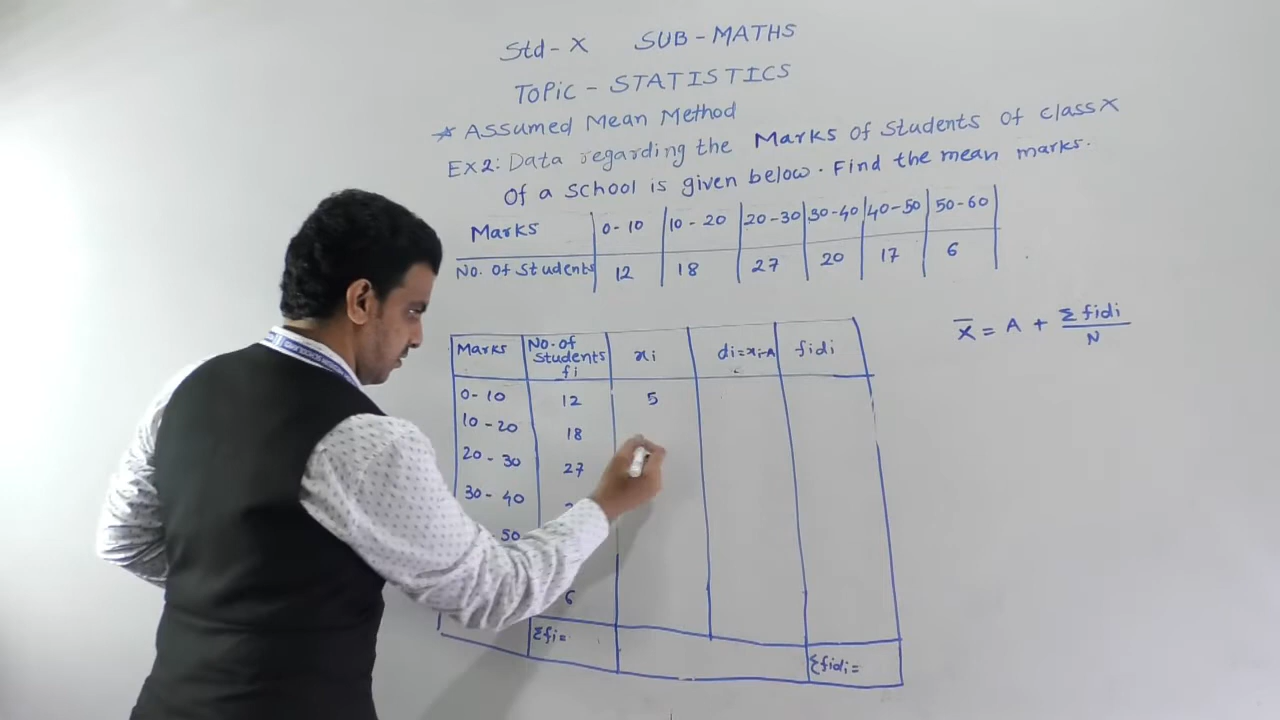 Std - X SUB - MATHS
TOPIC - STATISTICS
* Assumed Mean Method
EX2: Data regarding the Marks of Students of class X
of a school is given below. Find the mean marks.
Marks 0-10 10-20 20-30 30-40 40-50 50-60
No. of Students 12 18 27 20 17 6
x̄ = A + Σfidi / N
Marks No. of Students fi xi di=xi-A fidi
0-10 12 5
10-20 18
20-30 27
30-40
50
6
Σfi= Σfidi=